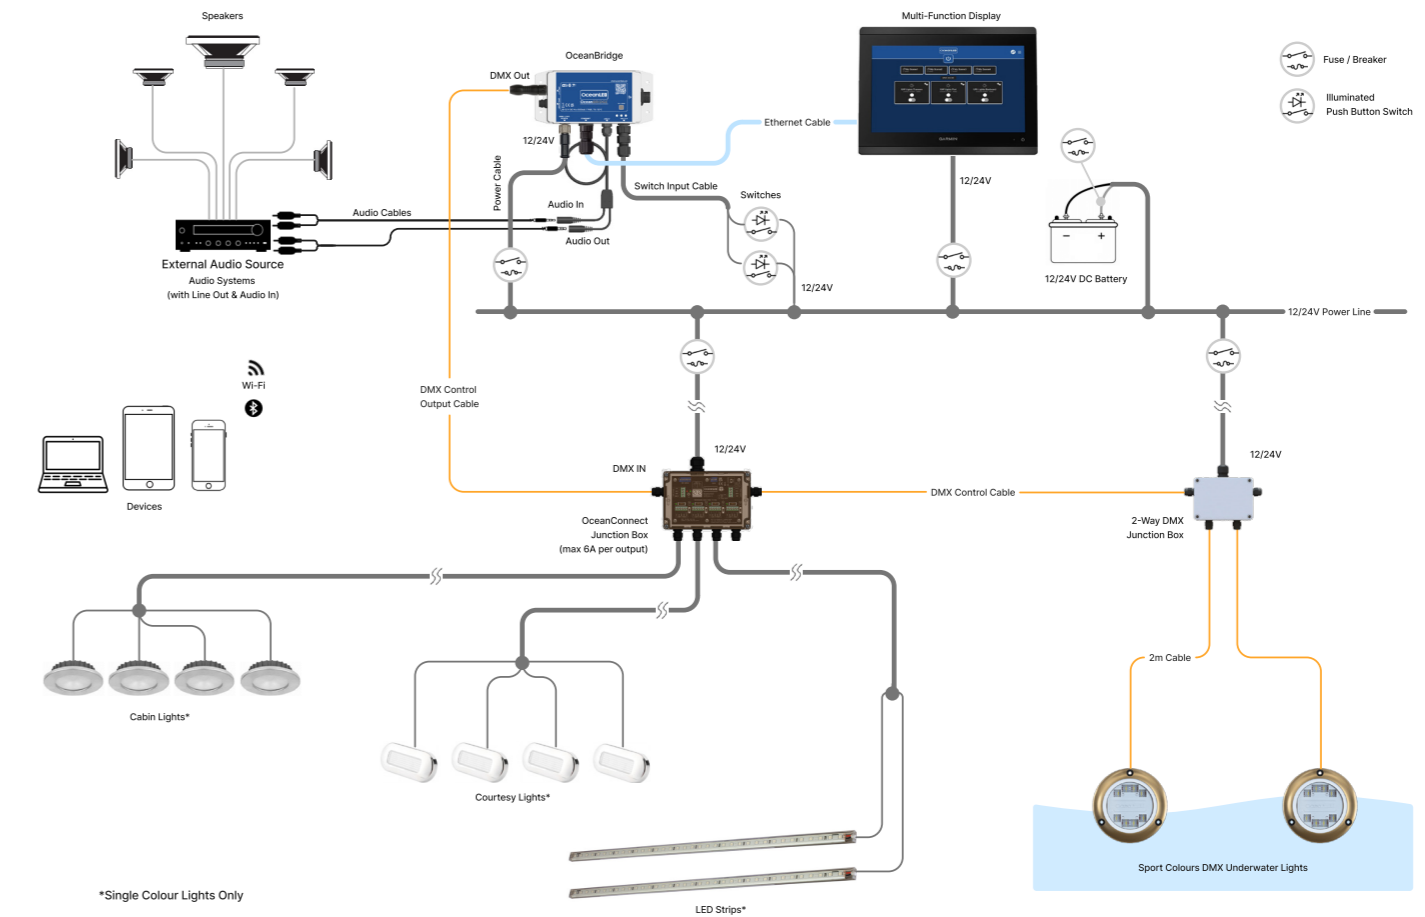 Speakers
Multi-Function Display
OceanBridge
DMX Out
Fuse / Breaker
Illuminated
Push Button Switch
OceanLED
Ethernet Cable
12/24V
Power Cable
12/24V
Switch Input Cable
Switches
Audio In
Audio Cables
Audio Out
External Audio Source
Audio Systems
(with Line Out & Audio In)
12/24V DC Battery
12/24V
12/24V Power Line
Wi-Fi
DMX Control
Output Cable
Devices
12/24V
DMX IN
12/24V
DMX Control Cable
OceanConnect
Junction Box
(max 6A per output)
2-Way DMX
Junction Box
2m Cable
Cabin Lights*
Courtesy Lights*
Sport Colours DMX Underwater Lights
*Single Colour Lights Only
LED Strips*